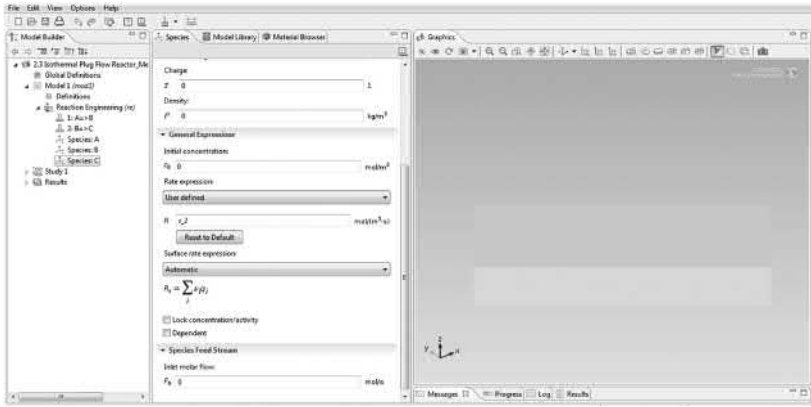 File Edit View Options Help
Model Builder
2.3 Isothermal Plug Flow Reactor_Me
Global Definitions
Model 1 (mod1)
Definitions
Reaction Engineering (re)
1: A=>B
2: B=>C
Species: A
Species: B
Species: C
Study 1
Results
Species Model Library Material Browser
Charge
z 0 1
Density:
ρ 0 kg/m³
General Expressions
Initial concentration:
c₀ 0 mol/m³
Rate expression:
User defined
R r_2 mol/(m³·s)
Reset to Default
Surface rate expression:
Automatic
Lock concentration/activity
Dependent
Species Feed Stream
Inlet molar flow:
F₀ 0 mol/s
Graphics
z
y x
Messages Progress Log Results